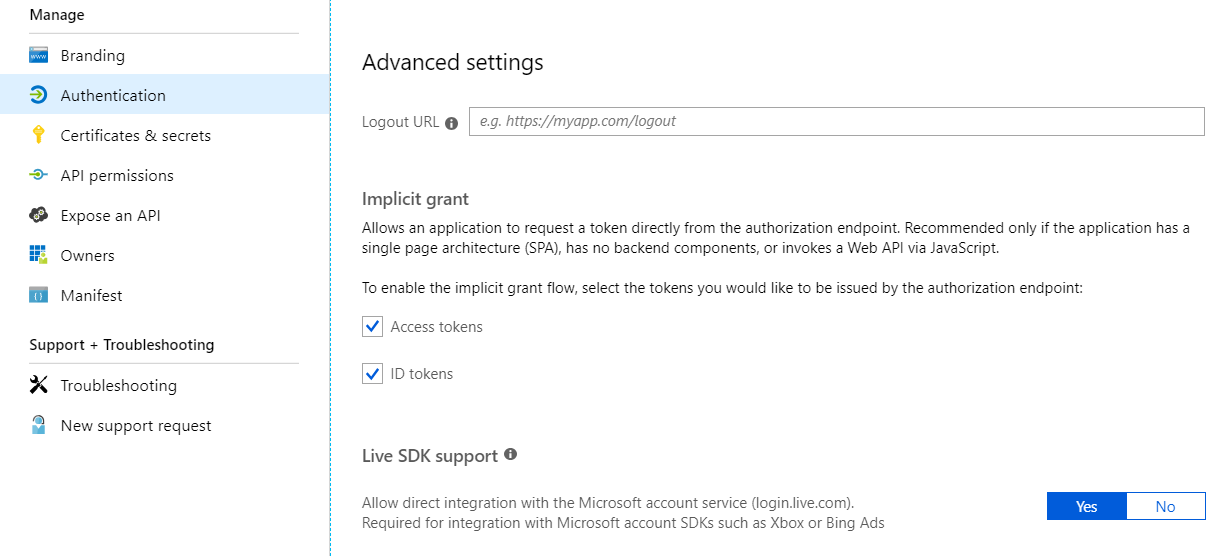 Manage
Branding
Authentication
Certificates & secrets
API permissions
Expose an API
Owners
Manifest
Support + Troubleshooting
Troubleshooting
New support request
Advanced settings
Logout URL
e.g. https://myapp.com/logout
Implicit grant
Allows an application to request a token directly from the authorization endpoint. Recommended only if the application has a
single page architecture (SPA), has no backend components, or invokes a Web API via JavaScript.
To enable the implicit grant flow, select the tokens you would like to be issued by the authorization endpoint:
Access tokens
ID tokens
Live SDK support
Allow direct integration with the Microsoft account service (login.live.com).
Required for integration with Microsoft account SDKs such as Xbox or Bing Ads
Yes No